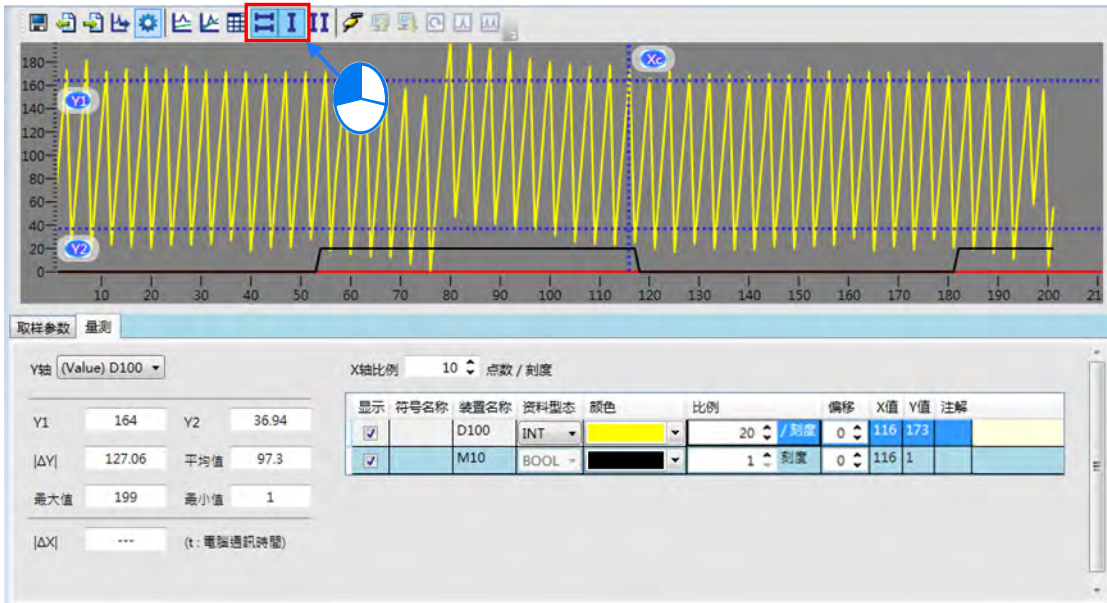 180
160
140
120
100
80
60
40
20
0
Y1
Y2
Xc
10 20 30 40 50 60 70 80 90 100 110 120 130 140 150 160 170 180 190 200 21
取样参数 量测
Y轴 (Value) D100
X轴比例 10 点数 / 刻度
Y1 164 Y2 36.94
|ΔY| 127.06 平均值 97.3
最大值 199 最小值 1
|ΔX| --- (t : 電腦通訊時間)
显示 符号名称 装置名称 资料型态 颜色 比例 偏移 X值 Y值 注解
D100 INT 20 / 刻度 0 116 173
M10 BOOL 1 刻度 0 116 1